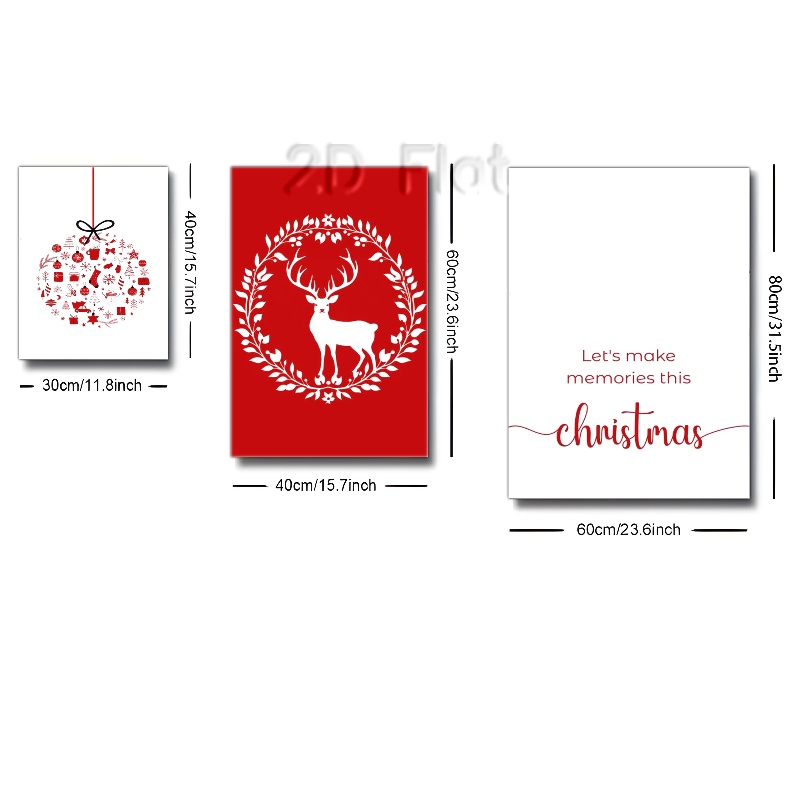 2D Flat
40cm/15.7inch
30cm/11.8inch
60cm/23.6inch
40cm/15.7inch
Let's make
memories this
christmas
80cm/31.5inch
60cm/23.6inch